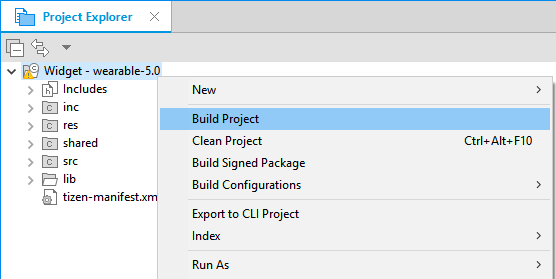 Project Explorer
Widget - wearable-5.0
Includes
inc
res
shared
src
lib
tizen-manifest.xm
New
Build Project
Clean Project Ctrl+Alt+F10
Build Signed Package
Build Configurations
Export to CLI Project
Index
Run As